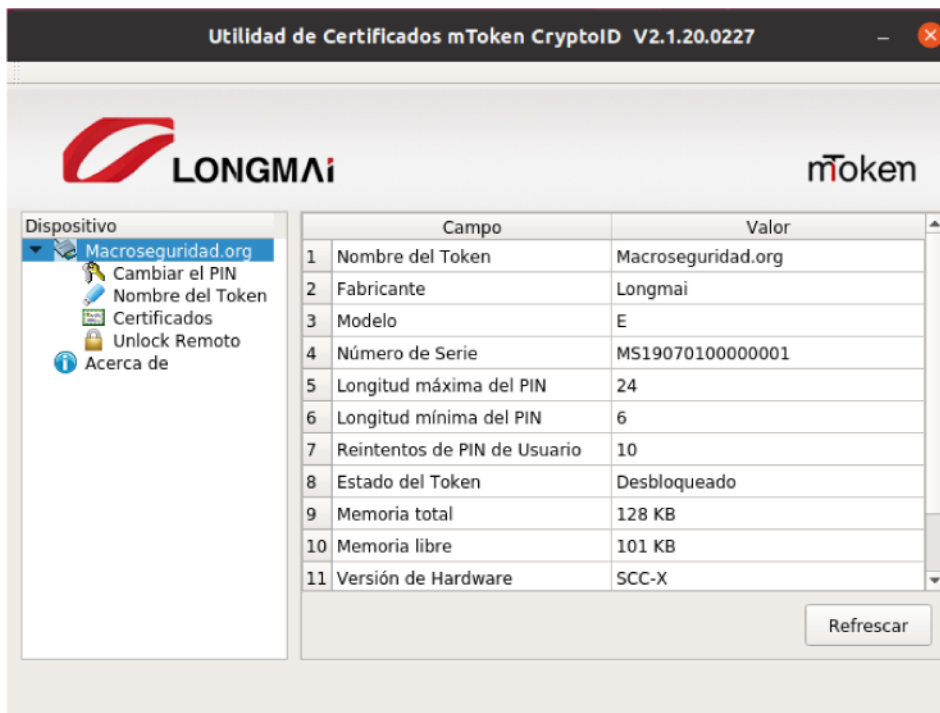 Utilidad de Certificados mToken CryptoID V2.1.20.0227
LONGMAi
mToken
Dispositivo
Macroseguridad.org
Cambiar el PIN
Nombre del Token
Certificados
Unlock Remoto
Acerca de
Campo Valor
1 Nombre del Token Macroseguridad.org
2 Fabricante Longmai
3 Modelo E
4 Número de Serie MS19070100000001
5 Longitud máxima del PIN 24
6 Longitud mínima del PIN 6
7 Reintentos de PIN de Usuario 10
8 Estado del Token Desbloqueado
9 Memoria total 128 KB
10 Memoria libre 101 KB
11 Versión de Hardware SCC-X
Refrescar